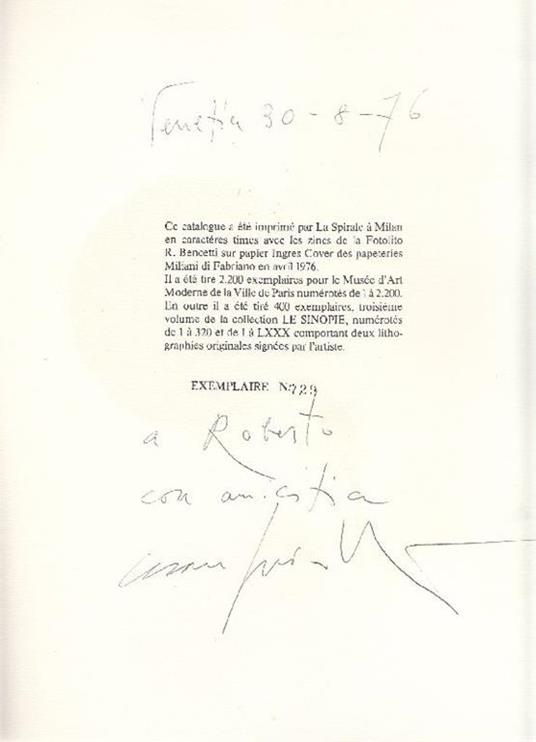 Venezia 30-8-76
Ce catalogue a été imprimé par La Spirale à Milan
en caractères times avec les zincs de la Fotolito
R. Bencetti sur papier Ingres Cover des papeteries
Miliani di Fabriano en avril 1976.
Il a été tiré 2.200 exemplaires pour le Musée d'Art
Moderne de la Ville de Paris numérotés de 1 à 2.200.
En outre il a été tiré 400 exemplaires, troisième
volume de la collection LE SINOPIE, numérotés
de 1 à 320 et de I à LXXX comportant deux litho-
graphies originales signées par l'artiste.
EXEMPLAIRE N. 729
a Roberto
con amicitia